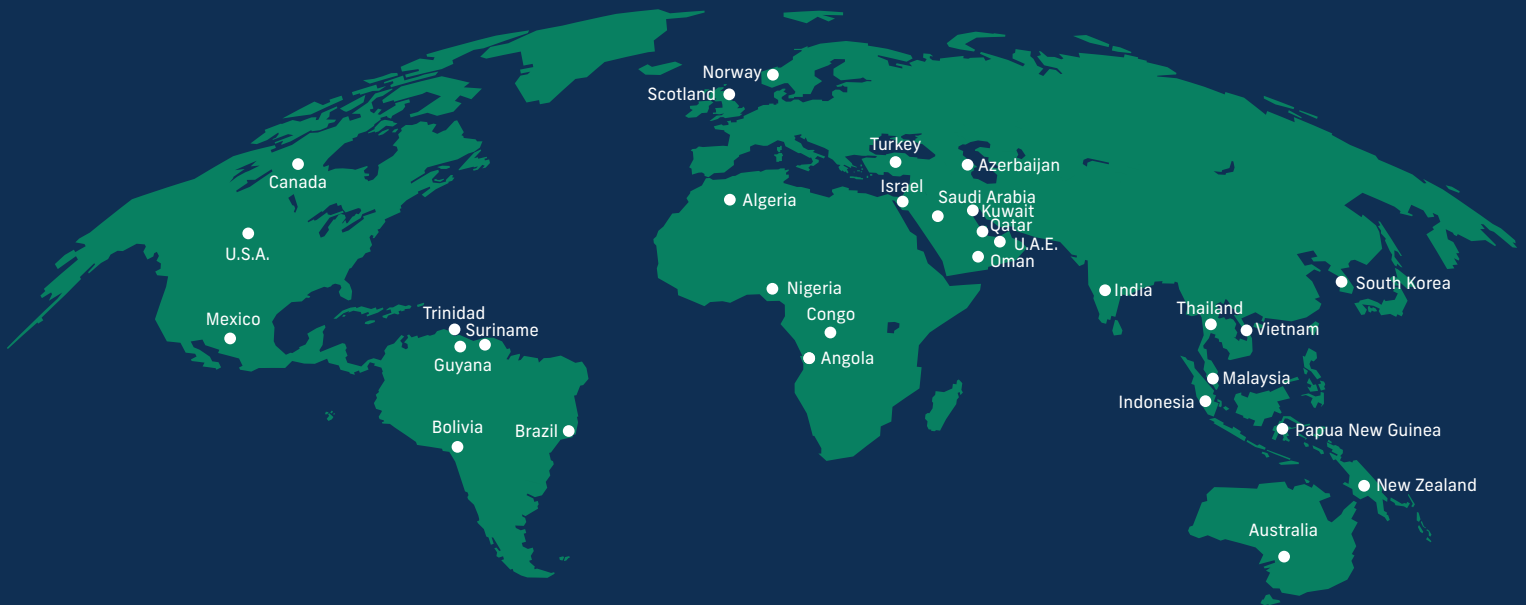 Norway
Scotland
Turkey
Azerbaijan
Canada
Israel
Saudi Arabia
Algeria
Kuwait
Qatar
U.A.E.
U.S.A.
Oman
South Korea
Nigeria
India
Thailand
Congo
Trinidad
Mexico
Suriname
Vietnam
Angola
Guyana
Malaysia
Indonesia
Bolivia
Brazil
Papua New Guinea
New Zealand
Australia